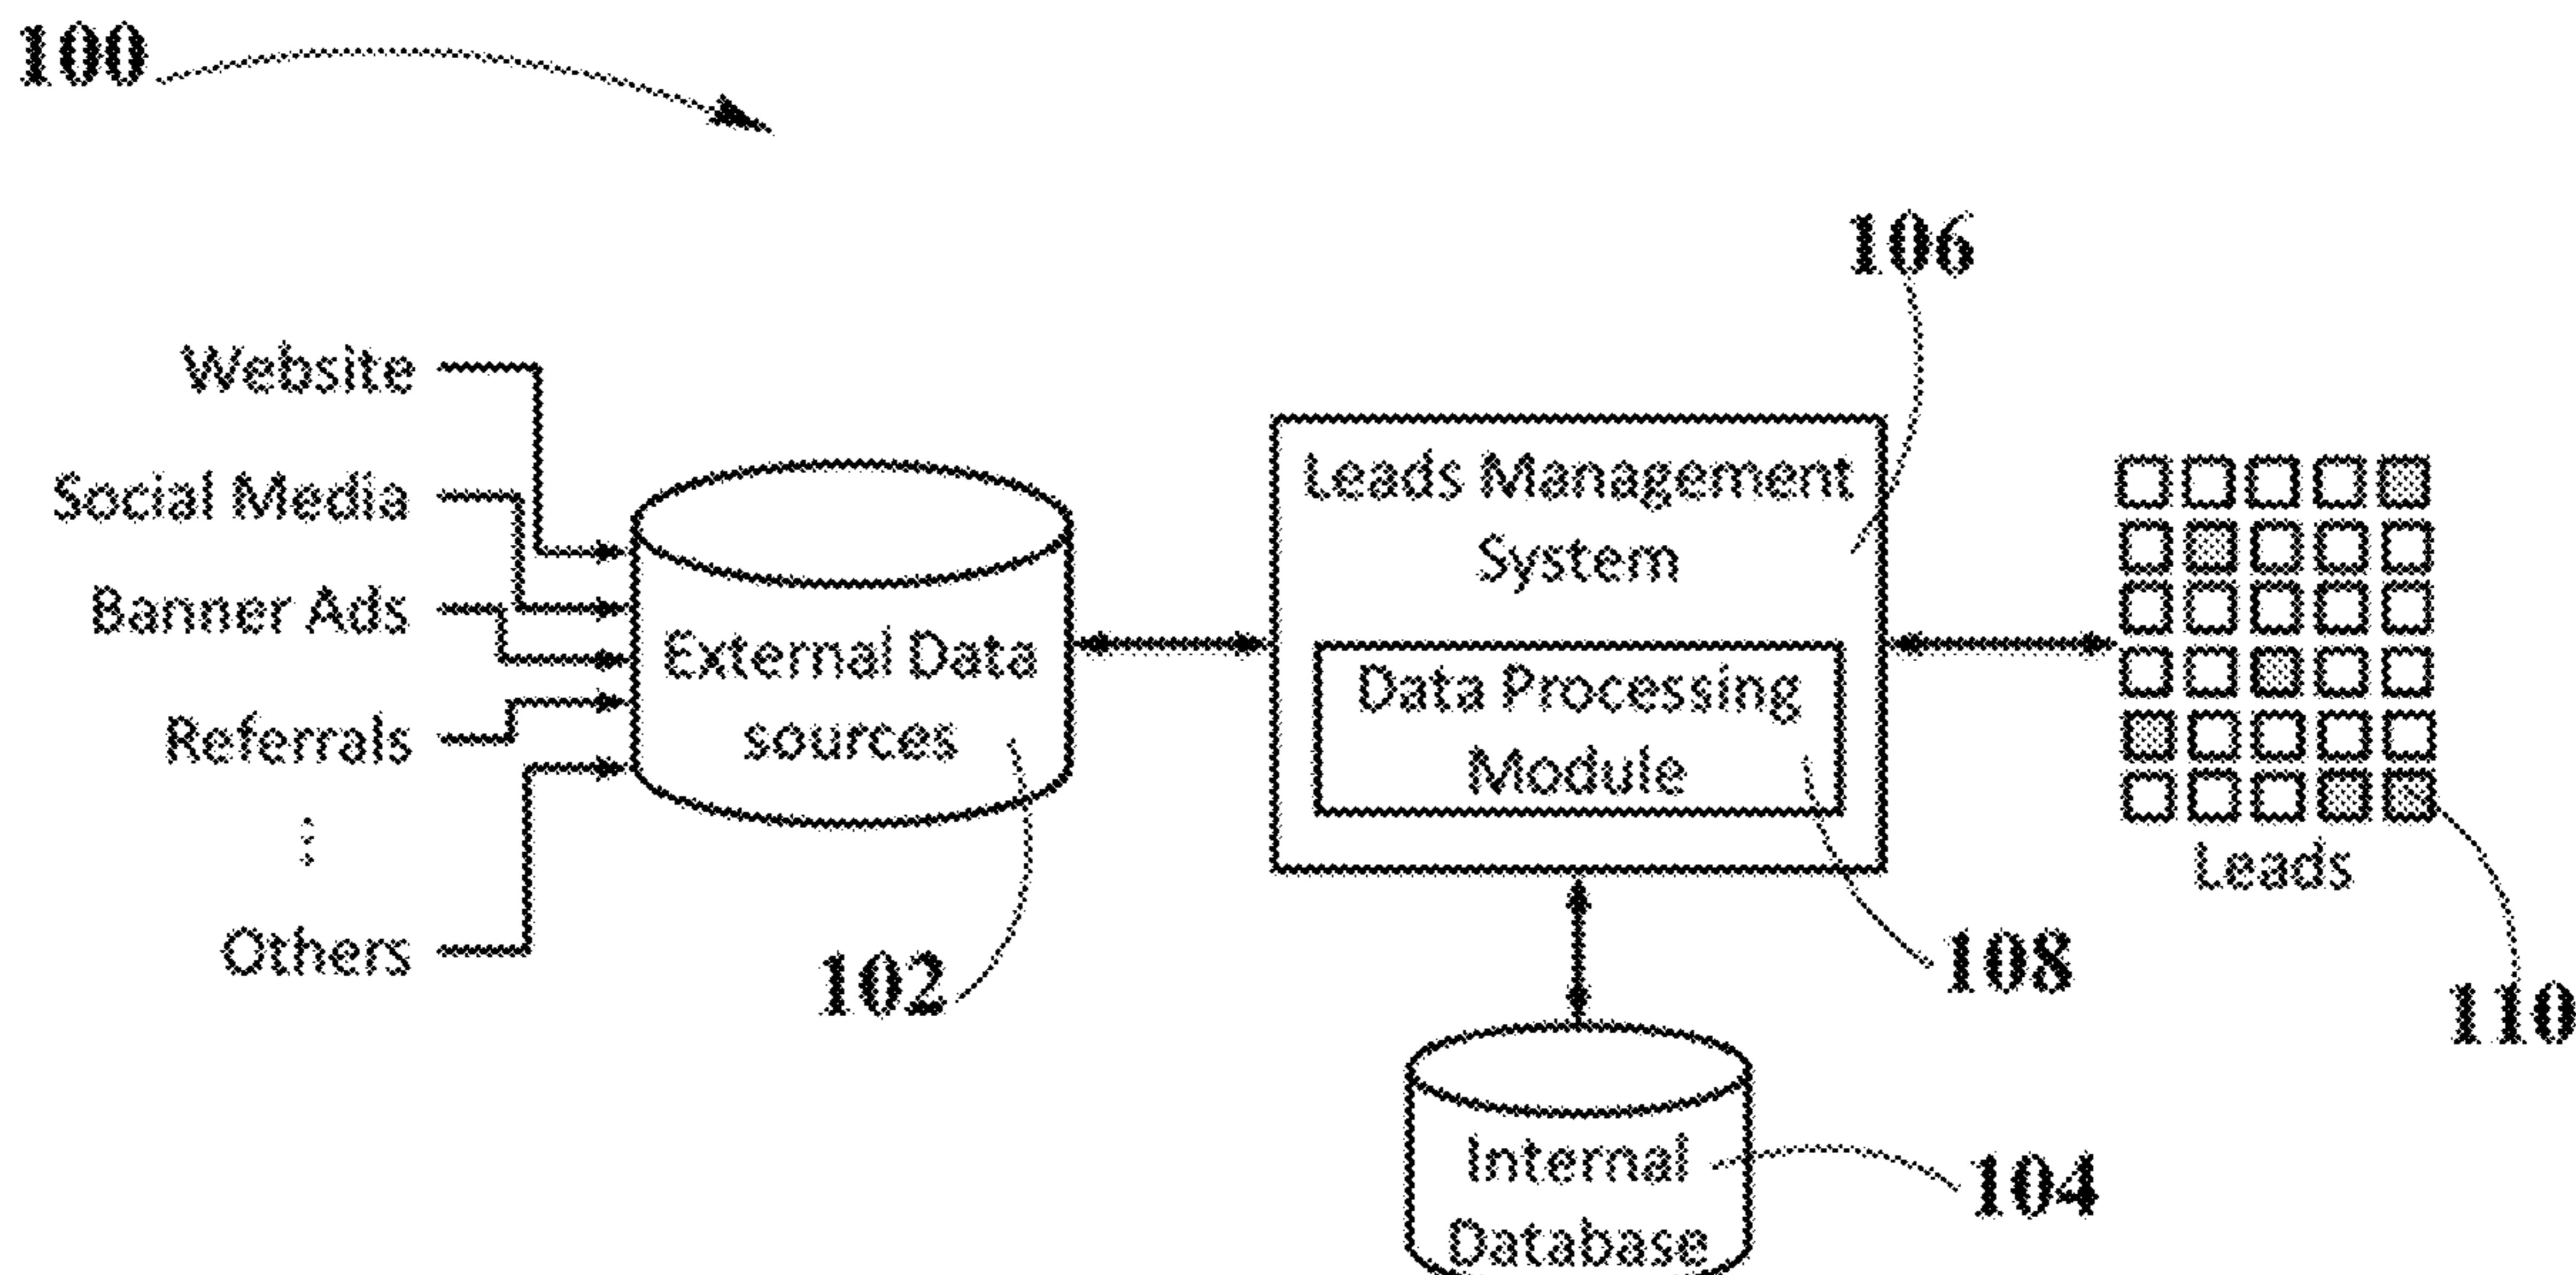 100
106
Website
Social Media
Banner Ads
Referrals
Others
External Data
sources
102
Leads Management
System
Data Processing
Module
108
Leads
110
Internal
Database
104